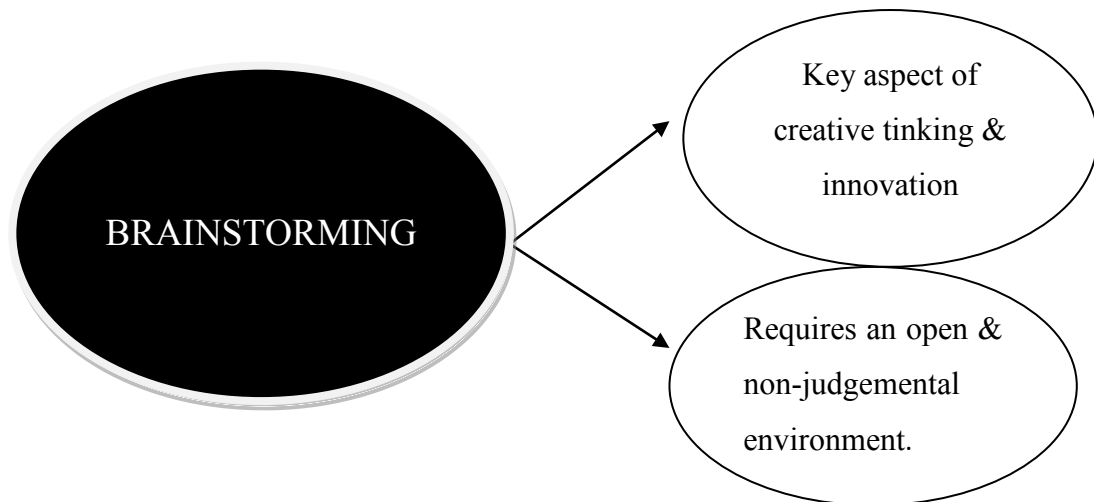 BRAINSTORMING
Key aspect of
creative tinking &
innovation
Requires an open &
non-judgemental
environment.